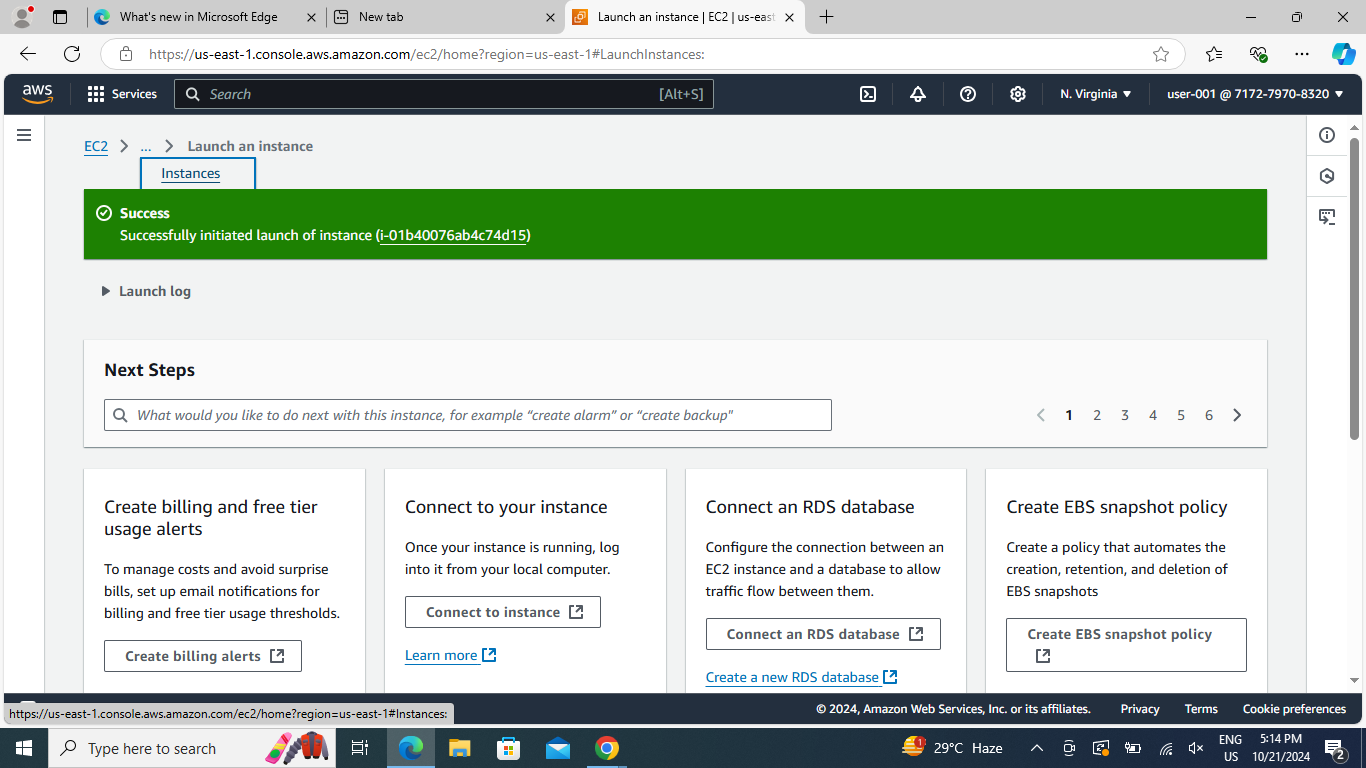 What's new in Microsoft Edge
New tab
Launch an instance | EC2 | us-east
https://us-east-1.console.aws.amazon.com/ec2/home?region=us-east-1#LaunchInstances:
aws
Services
Search
[Alt+S]
N. Virginia
user-001 @ 7172-7970-8320
EC2
...
Launch an instance
Instances
Success
Successfully initiated launch of instance (i-01b40076ab4c74d15)
Launch log
Next Steps
What would you like to do next with this instance, for example “create alarm” or “create backup"
1 2 3 4 5 6
Create billing and free tier
usage alerts
To manage costs and avoid surprise
bills, set up email notifications for
billing and free tier usage thresholds.
Create billing alerts
Connect to your instance
Once your instance is running, log
into it from your local computer.
Connect to instance
Learn more
Connect an RDS database
Configure the connection between an
EC2 instance and a database to allow
traffic flow between them.
Connect an RDS database
Create a new RDS database
Create EBS snapshot policy
Create a policy that automates the
creation, retention, and deletion of
EBS snapshots
Create EBS snapshot policy
https://us-east-1.console.aws.amazon.com/ec2/home?region=us-east-1#Instances:
© 2024, Amazon Web Services, Inc. or its affiliates.
Privacy
Terms
Cookie preferences
Type here to search
1
29°C Haze
ENG
US
5:14 PM
10/21/2024
2